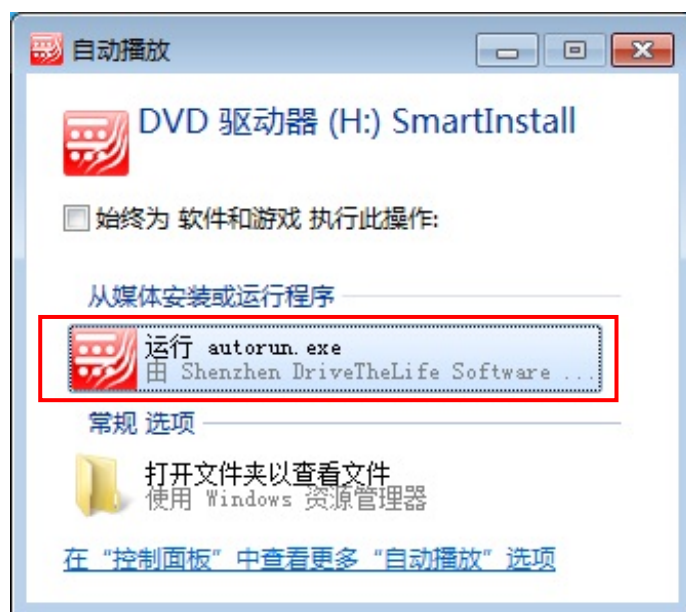 自动播放
DVD 驱动器 (H:) SmartInstall
始终为 软件和游戏 执行此操作:
从媒体安装或运行程序
运行 autorun.exe
由 Shenzhen DriveTheLife Software ...
常规 选项
打开文件夹以查看文件
使用 Windows 资源管理器
在“控制面板”中查看更多“自动播放”选项